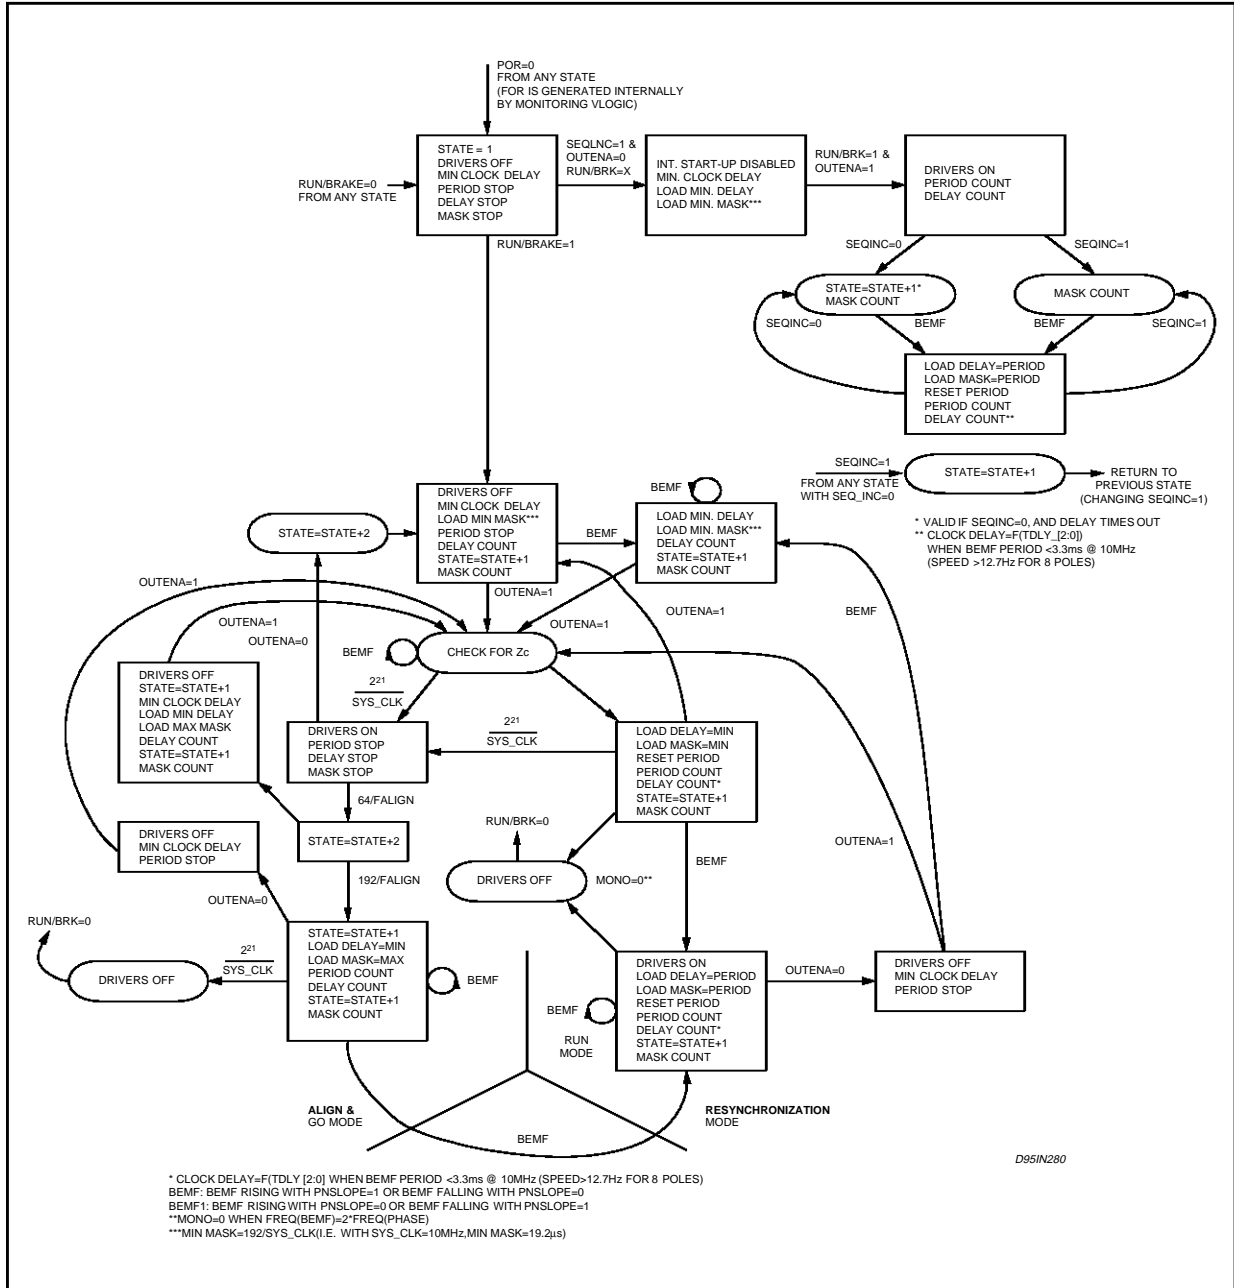 POR=0
FROM ANY STATE
(FOR IS GENERATED INTERNALLY
BY MONITORING VLOGIC)
RUN/BRAKE=0
FROM ANY STATE
STATE = 1
DRIVERS OFF
MIN CLOCK DELAY
PERIOD STOP
DELAY STOP
MASK STOP
SEQLNC=1 &
OUTENA=0
RUN/BRK=X
INT. START-UP DISABLED
MIN. CLOCK DELAY
LOAD MIN. DELAY
LOAD MIN. MASK***
RUN/BRK=1 &
OUTENA=1
DRIVERS ON
PERIOD COUNT
DELAY COUNT
RUN/BRAKE=1
SEQINC=0
SEQINC=1
STATE=STATE+1*
MASK COUNT
MASK COUNT
SEQINC=0
BEMF
BEMF
SEQINC=1
LOAD DELAY=PERIOD
LOAD MASK=PERIOD
RESET PERIOD
PERIOD COUNT
DELAY COUNT**
SEQINC=1
FROM ANY STATE
WITH SEQ_INC=0
STATE=STATE+1
RETURN TO
PREVIOUS STATE
(CHANGING SEQINC=1)
* VALID IF SEQINC=0, AND DELAY TIMES OUT
** CLOCK DELAY=F(TDLY_[2:0])
WHEN BEMF PERIOD <3.3ms @ 10MHz
(SPEED >12.7Hz FOR 8 POLES)
STATE=STATE+2
DRIVERS OFF
MIN CLOCK DELAY
LOAD MIN MASK***
PERIOD STOP
DELAY COUNT
STATE=STATE+1
MASK COUNT
BEMF
BEMF
LOAD MIN. DELAY
LOAD MIN. MASK***
DELAY COUNT
STATE=STATE+1
MASK COUNT
OUTENA=1
OUTENA=1
OUTENA=1
OUTENA=1
OUTENA=1
OUTENA=0
BEMF
BEMF
CHECK FOR Zc
DRIVERS OFF
STATE=STATE+1
MIN CLOCK DELAY
LOAD MIN DELAY
LOAD MAX MASK
DELAY COUNT
STATE=STATE+1
MASK COUNT
2²¹
SYS_CLK
DRIVERS ON
PERIOD STOP
DELAY STOP
MASK STOP
2²¹
SYS_CLK
LOAD DELAY=MIN
LOAD MASK=MIN
RESET PERIOD
PERIOD COUNT
DELAY COUNT*
STATE=STATE+1
MASK COUNT
64/FALIGN
DRIVERS OFF
MIN CLOCK DELAY
PERIOD STOP
STATE=STATE+2
RUN/BRK=0
OUTENA=1
BEMF
192/FALIGN
DRIVERS OFF
MONO=0**
OUTENA=0
RUN/BRK=0
2²¹
SYS_CLK
DRIVERS OFF
STATE=STATE+1
LOAD DELAY=MIN
LOAD MASK=MAX
PERIOD COUNT
DELAY COUNT
STATE=STATE+1
MASK COUNT
BEMF
BEMF
RUN
MODE
DRIVERS ON
LOAD DELAY=PERIOD
LOAD MASK=PERIOD
RESET PERIOD
PERIOD COUNT
DELAY COUNT*
STATE=STATE+1
MASK COUNT
OUTENA=0
DRIVERS OFF
MIN CLOCK DELAY
PERIOD STOP
ALIGN &
GO MODE
RESYNCHRONIZATION
MODE
BEMF
D95IN280
* CLOCK DELAY=F(TDLY [2:0] WHEN BEMF PERIOD <3.3ms @ 10MHz (SPEED>12.7Hz FOR 8 POLES)
BEMF: BEMF RISING WITH PNSLOPE=1 OR BEMF FALLING WITH PNSLOPE=0
BEMF1: BEMF RISING WITH PNSLOPE=0 OR BEMF FALLING WITH PNSLOPE=1
**MONO=0 WHEN FREQ(BEMF)=2*FREQ(PHASE)
***MIN MASK=192/SYS_CLK(I.E. WITH SYS_CLK=10MHz,MIN MASK=19.2µs)